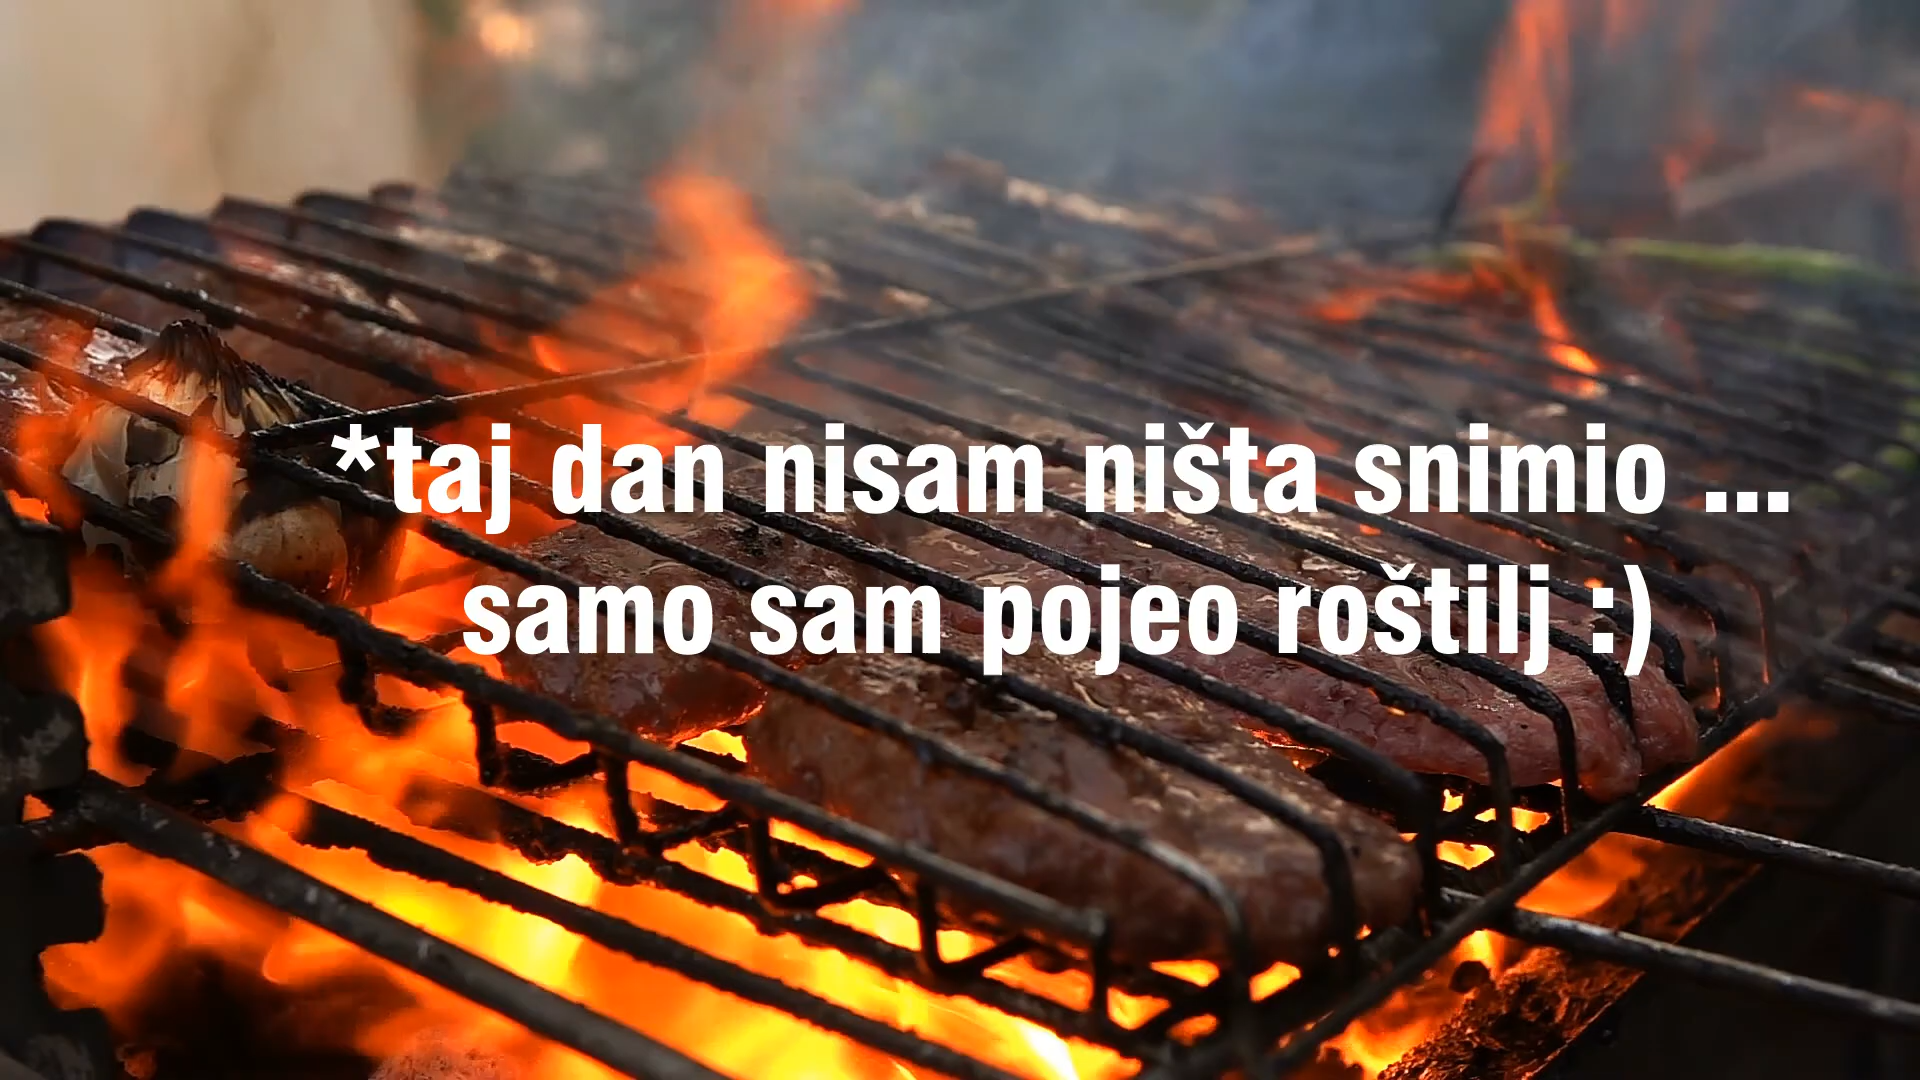 *taj dan nisam ništa snimio ...
samo sam pojeo roštilj :)